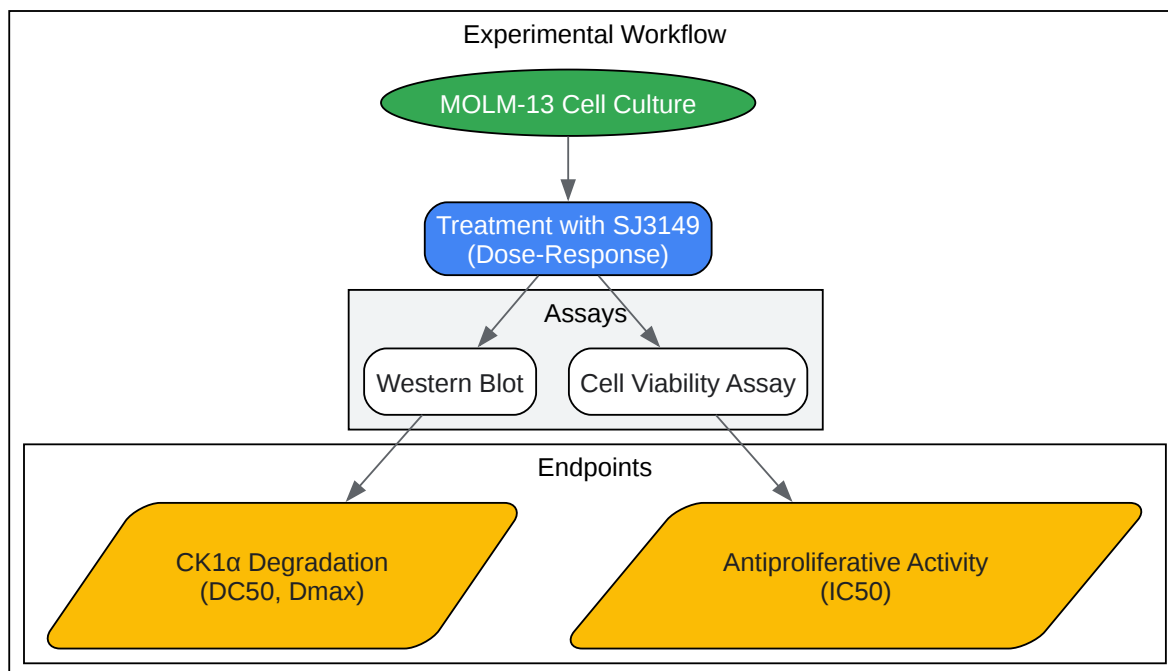 Experimental Workflow
MOLM-13 Cell Culture
Treatment with SJ3149
(Dose-Response)
Assays
Western Blot
Cell Viability Assay
Endpoints
CK1α Degradation
(DC50, Dmax)
Antiproliferative Activity
(IC50)